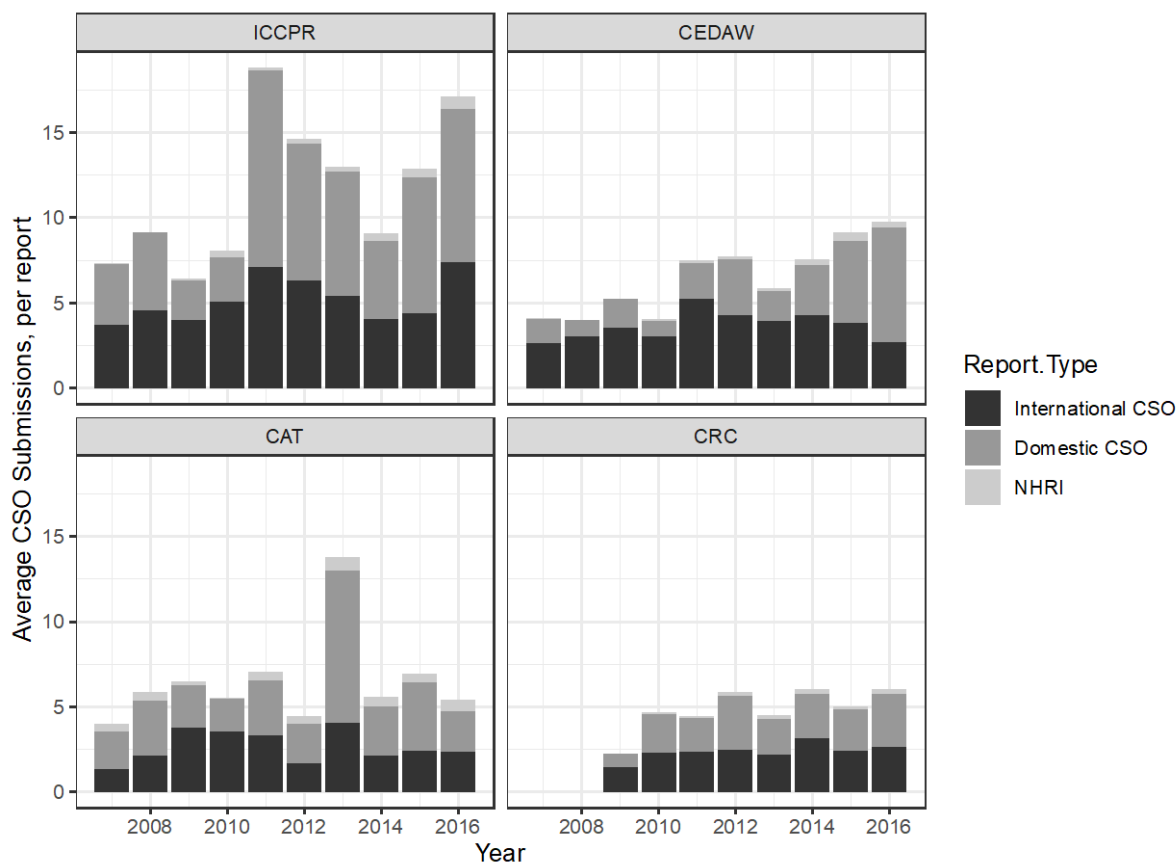 ICCPR
CEDAW
15
10
5
0
CAT
CRC
15
10
5
0
2008 2010 2012 2014 2016
2008 2010 2012 2014 2016
Year
Average CSO Submissions, per report
Report.Type
International CSO
Domestic CSO
NHRI